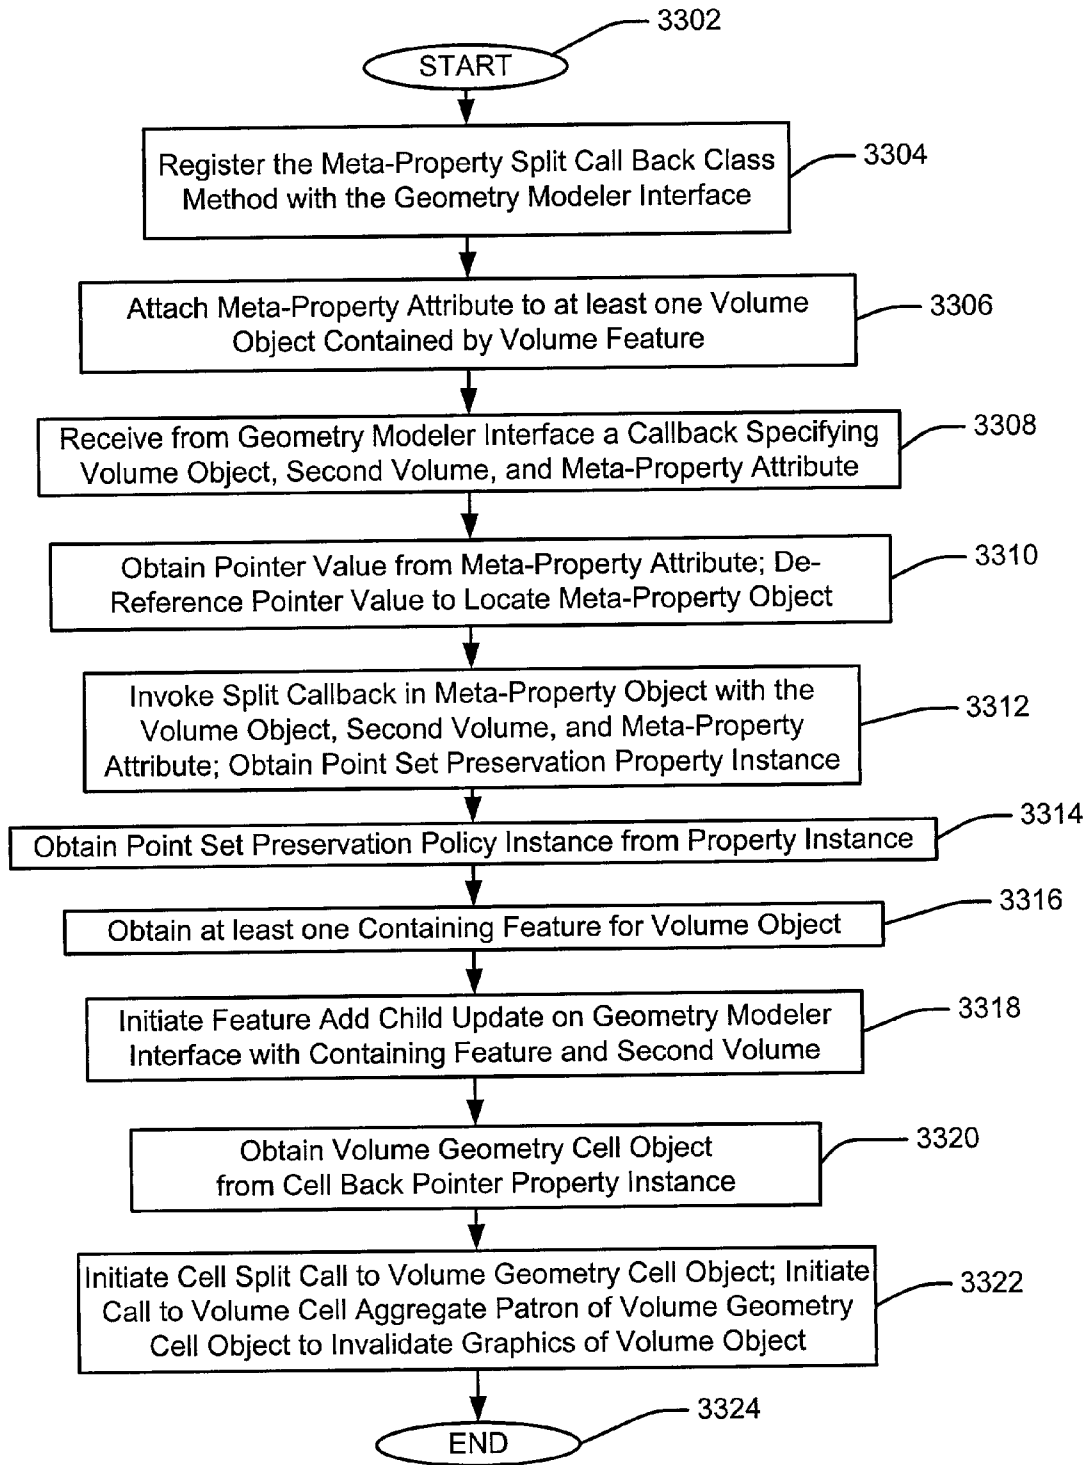 3302
START
Register the Meta-Property Split Call Back Class
Method with the Geometry Modeler Interface
3304
Attach Meta-Property Attribute to at least one Volume
Object Contained by Volume Feature
3306
Receive from Geometry Modeler Interface a Callback Specifying
Volume Object, Second Volume, and Meta-Property Attribute
3308
Obtain Pointer Value from Meta-Property Attribute; De-
Reference Pointer Value to Locate Meta-Property Object
3310
Invoke Split Callback in Meta-Property Object with the
Volume Object, Second Volume, and Meta-Property
Attribute; Obtain Point Set Preservation Property Instance
3312
Obtain Point Set Preservation Policy Instance from Property Instance
3314
Obtain at least one Containing Feature for Volume Object
3316
Initiate Feature Add Child Update on Geometry Modeler
Interface with Containing Feature and Second Volume
3318
Obtain Volume Geometry Cell Object
from Cell Back Pointer Property Instance
3320
Initiate Cell Split Call to Volume Geometry Cell Object; Initiate
Call to Volume Cell Aggregate Patron of Volume Geometry
Cell Object to Invalidate Graphics of Volume Object
3322
END
3324